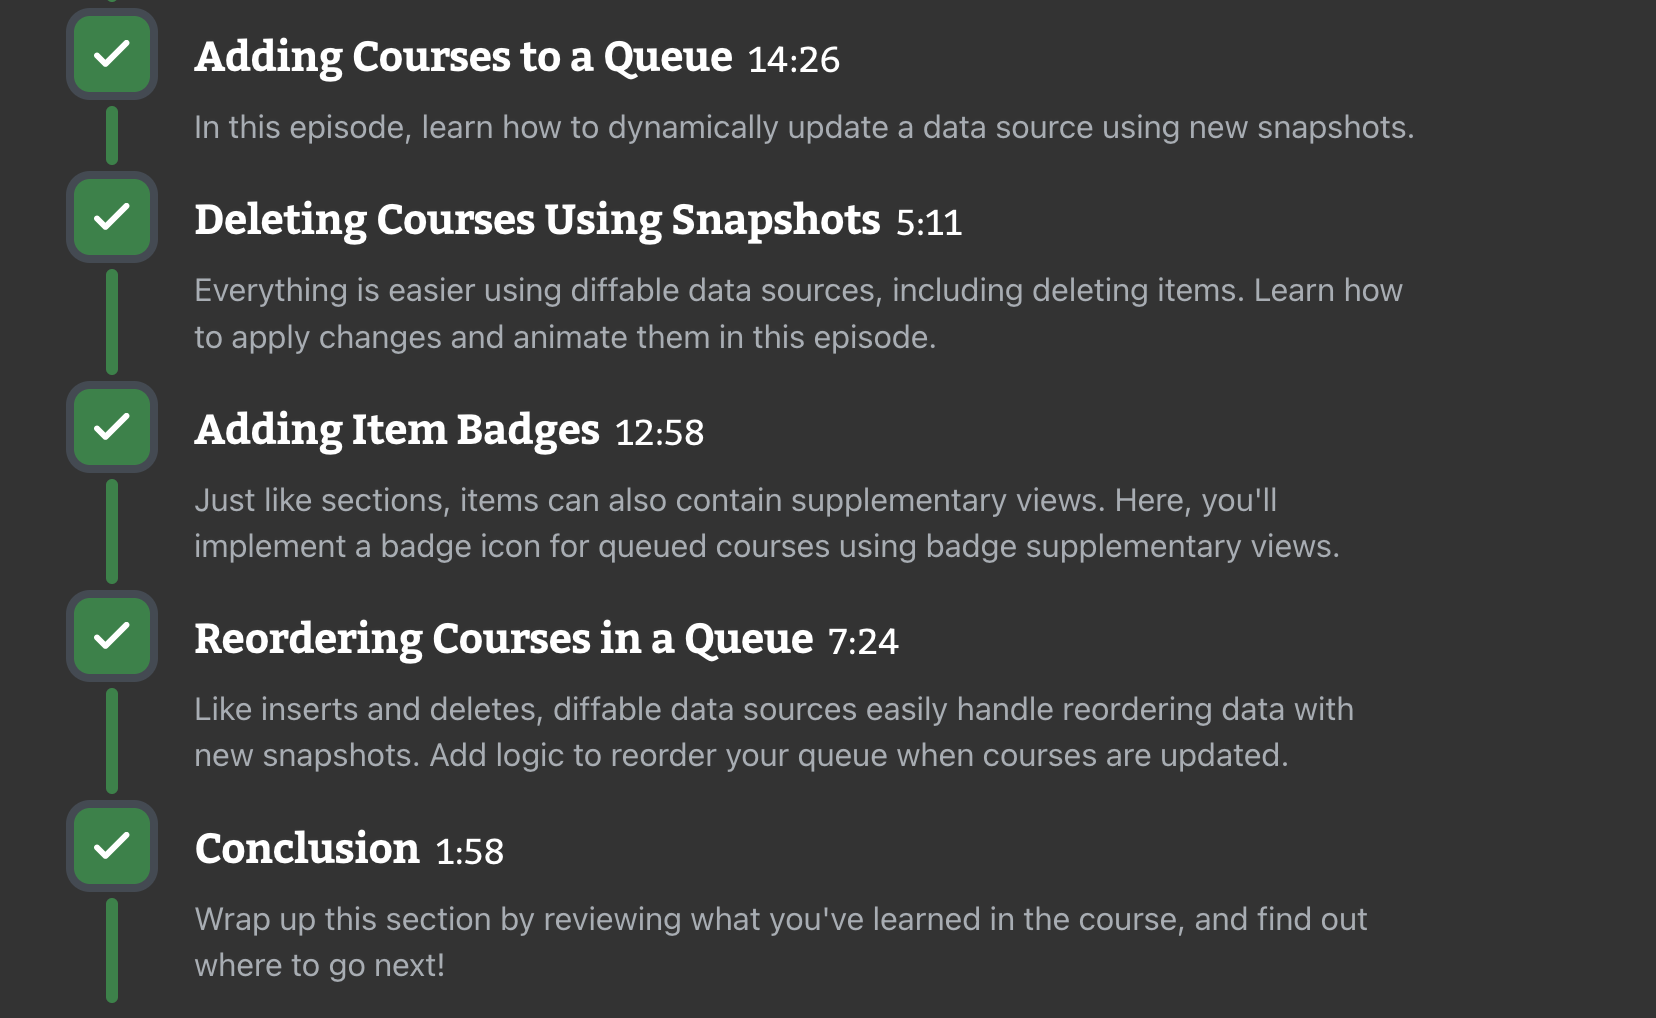 Adding Courses to a Queue 14:26
In this episode, learn how to dynamically update a data source using new snapshots.
Deleting Courses Using Snapshots 5:11
Everything is easier using diffable data sources, including deleting items. Learn how
to apply changes and animate them in this episode.
Adding Item Badges 12:58
Just like sections, items can also contain supplementary views. Here, you'll
implement a badge icon for queued courses using badge supplementary views.
Reordering Courses in a Queue 7:24
Like inserts and deletes, diffable data sources easily handle reordering data with
new snapshots. Add logic to reorder your queue when courses are updated.
Conclusion 1:58
Wrap up this section by reviewing what you've learned in the course, and find out
where to go next!